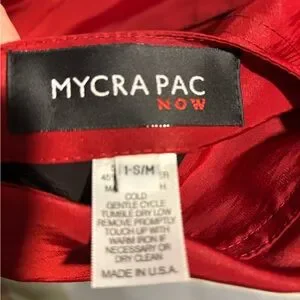 MYCRA PAC
NOW
1-S/M
COLD
GENTLE CYCLE
TUMBLE DRY LOW
REMOVE PROMPTLY
TOUCH UP WITH
WARM IRON IF
NECESSARY OR
DRY CLEAN
MADE IN U.S.A.